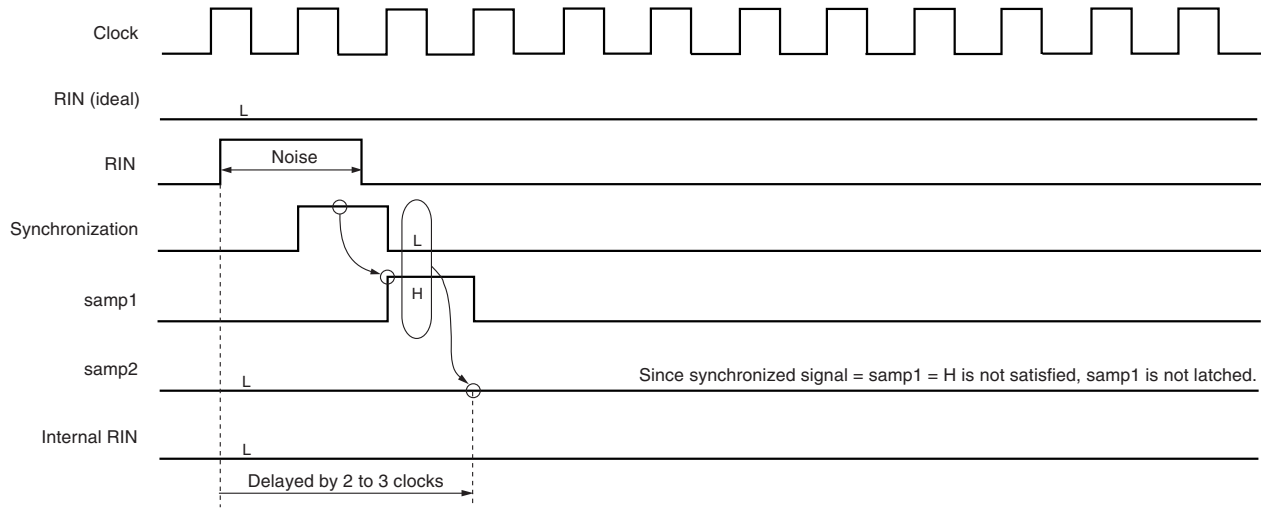 Clock
RIN (ideal)
L
RIN
Noise
Synchronization
L
H
samp1
samp2
L
Since synchronized signal = samp1 = H is not satisfied, samp1 is not latched.
Internal RIN
L
Delayed by 2 to 3 clocks